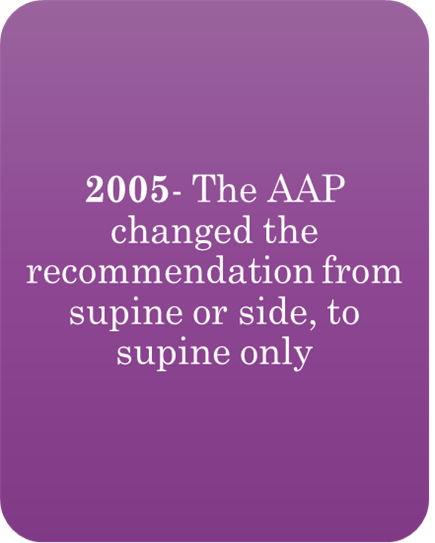 2005- The AAP
changed the
recommendation from
supine or side, to
supine only